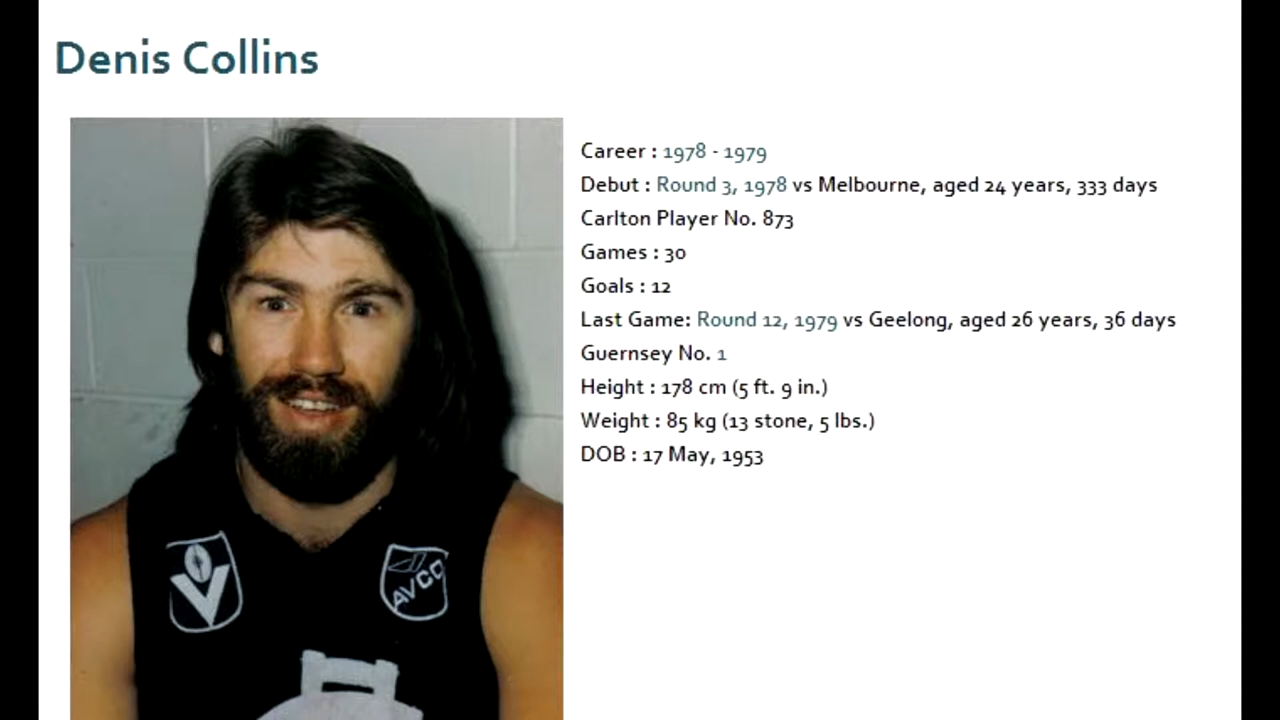 Denis Collins
Career : 1978 - 1979
Debut : Round 3, 1978 vs Melbourne, aged 24 years, 333 days
Carlton Player No. 873
Games : 30
Goals : 12
Last Game: Round 12, 1979 vs Geelong, aged 26 years, 36 days
Guernsey No. 1
Height : 178 cm (5 ft. 9 in.)
Weight : 85 kg (13 stone, 5 lbs.)
DOB : 17 May, 1953
V
AVCO